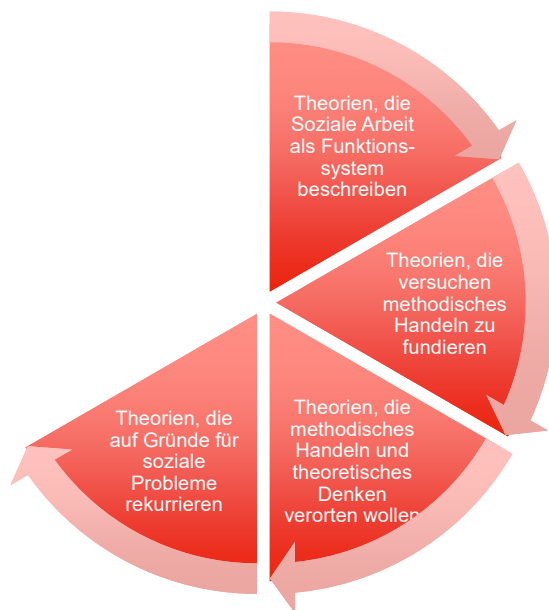 Theorien, die
Soziale Arbeit
als Funktions-
system
beschreiben
Theorien, die
versuchen
methodisches
Handeln zu
fundieren
Theorien, die
methodisches
Handeln und
theoretisches
Denken
verorten wollen
Theorien, die
auf Gründe für
soziale
Probleme
rekurrieren